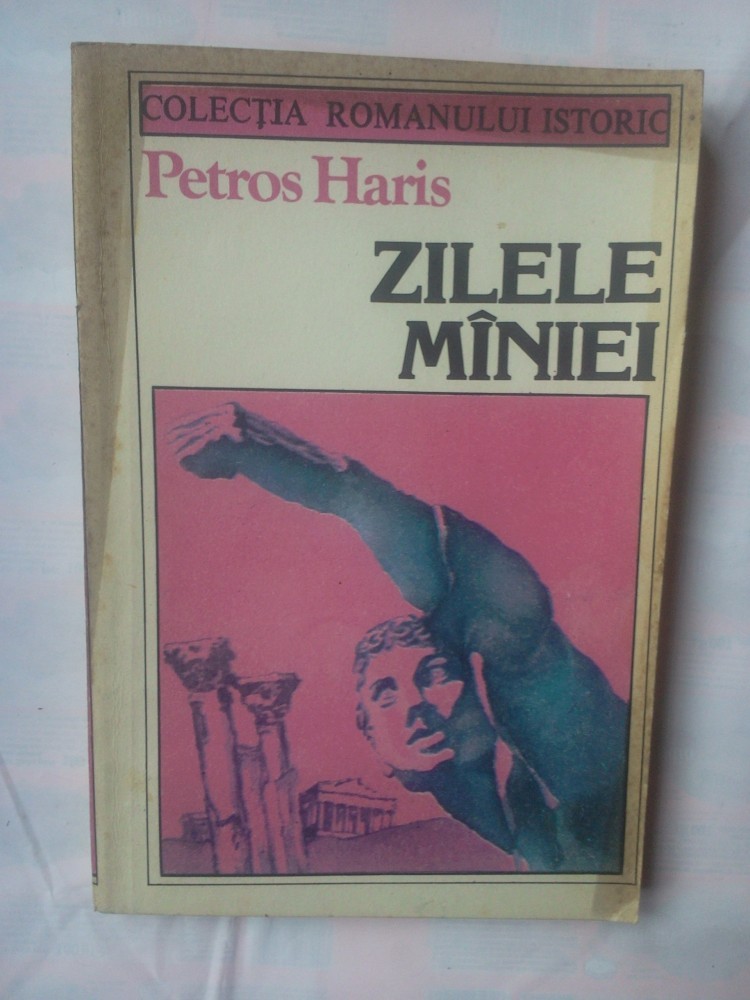 COLECȚIA ROMANULUI ISTORIC
Petros Haris
ZILELE
MÎNIEI